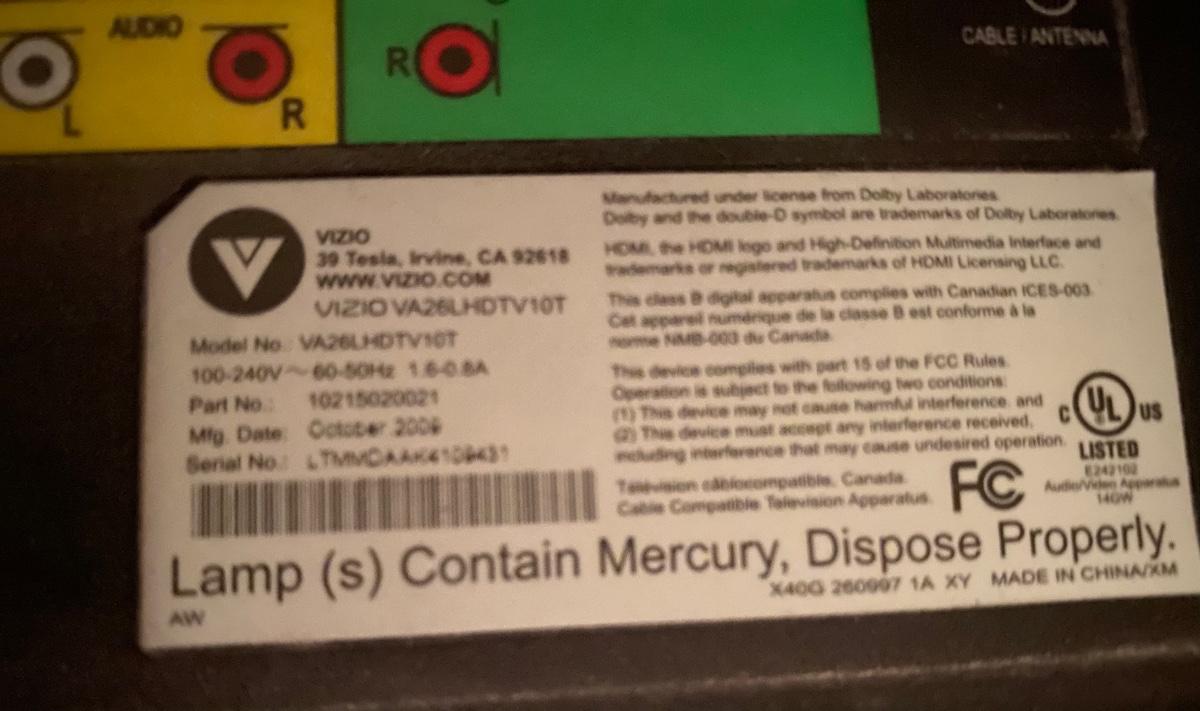 AUDIO
L
R
R
CABLE / ANTENNA
VIZIO
39 Tesla, Irvine, CA 92618
WWW.VIZIO.COM
VIZIO VA26LHDTV10T
Model No.: VA26LHDTV10T
100-240V ~ 60-50Hz 1.6-0.8A
Part No.: 10215020021
Mfg. Date: October
Serial No.:
Manufactured under license from Dolby Laboratories.
Dolby and the double-D symbol are trademarks of Dolby Laboratories.
HDMI, the HDMI logo and High-Definition Multimedia Interface and
trademarks or registered trademarks of HDMI Licensing LLC.
This class B digital apparatus complies with Canadian ICES-003.
Cet appareil numérique de la classe B est conforme à la
norme NMB-003 du Canada.
This device complies with part 15 of the FCC Rules.
Operation is subject to the following two conditions:
(1) This device may not cause harmful interference, and
(2) This device must accept any interference received,
including interference that may cause undesired operation.
Télévision câblocompatible, Canada.
Cable Compatible Television Apparatus.
FC
C UL US
LISTED
E242102
Audio/Video Apparatus
14GW
Lamp (s) Contain Mercury, Dispose Properly.
X40G 260997 1A XY MADE IN CHINA/XM
AW